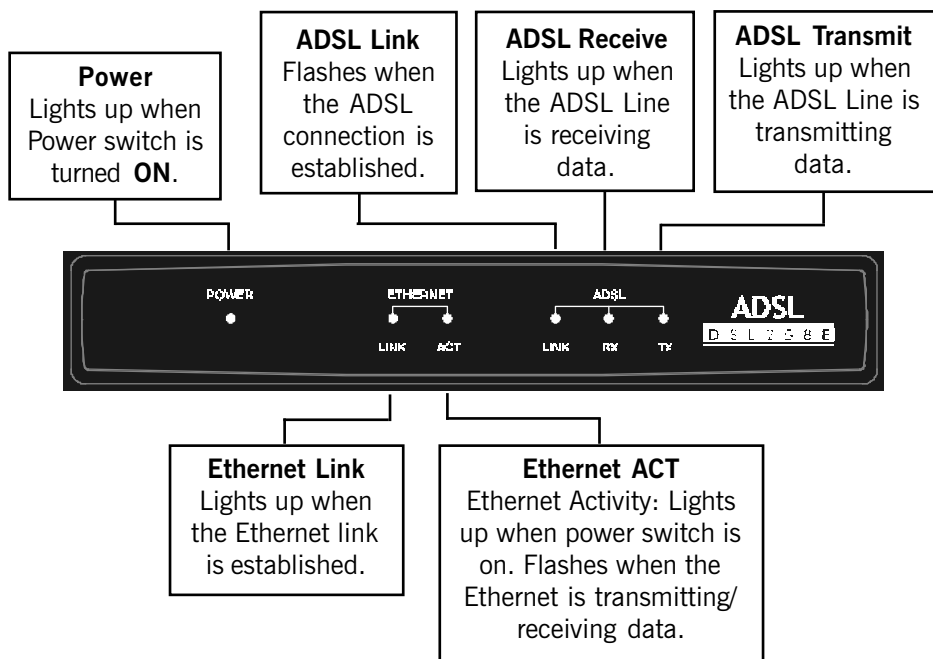 Power
Lights up when
Power switch is
turned ON.
ADSL Link
Flashes when
the ADSL
connection is
established.
ADSL Receive
Lights up when
the ADSL Line
is receiving
data.
ADSL Transmit
Lights up when
the ADSL Line is
transmitting
data.
POWER
ETHERNET
LINK ACT
ADSL
LINK RX TX
ADSL
Ethernet Link
Lights up when
the Ethernet link
is established.
Ethernet ACT
Ethernet Activity: Lights
up when power switch is
on. Flashes when the
Ethernet is transmitting/
receiving data.